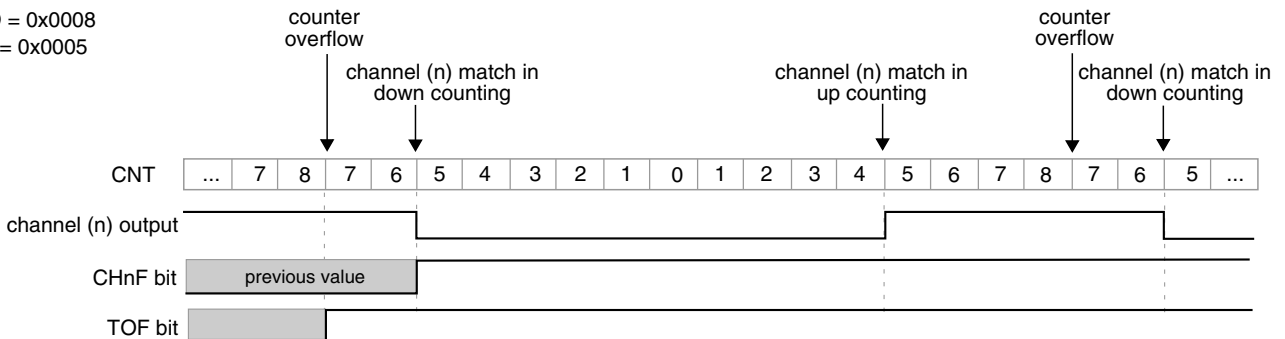 = 0x0008
= 0x0005
counter
overflow
channel (n) match in
down counting
channel (n) match in
up counting
counter
overflow
channel (n) match in
down counting
CNT ... 7 8 7 6 5 4 3 2 1 0 1 2 3 4 5 6 7 8 7 6 5 ...
channel (n) output
CHnF bit previous value
TOF bit